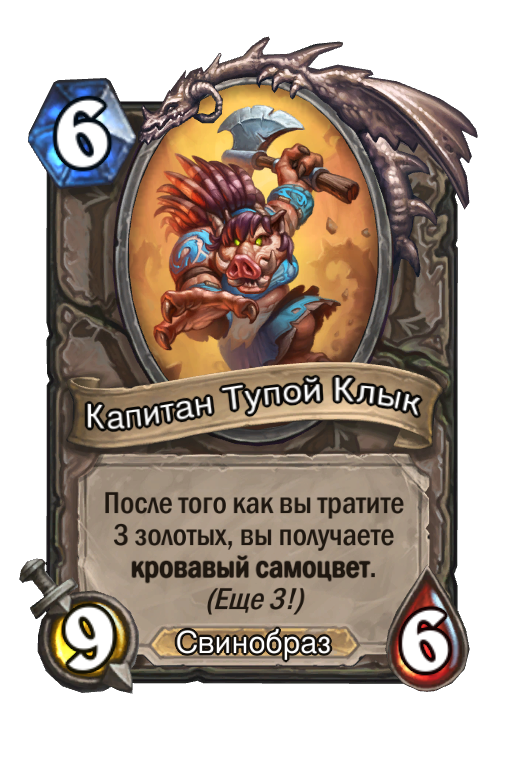 6
Капитан Тупой Клык
После того как вы тратите
3 золотых, вы получаете
кровавый самоцвет.
(Еще 3!)
9
Свинобраз
6